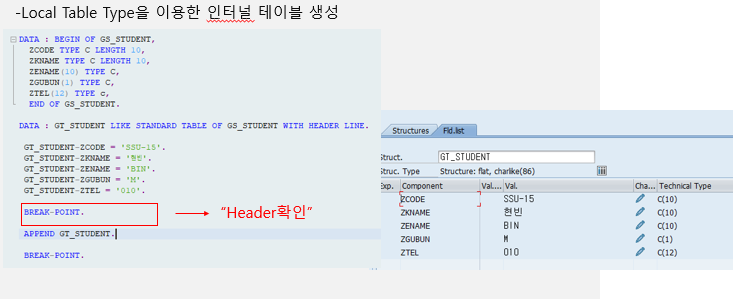 -Local Table Type을 이용한 인터널 테이블 생성
DATA : BEGIN OF GS_STUDENT,
ZCODE TYPE C LENGTH 10,
ZKNAME TYPE C LENGTH 10,
ZENAME(10) TYPE C,
ZGUBUN(1) TYPE C,
ZTEL(12) TYPE c,
END OF GS_STUDENT.
DATA : GT_STUDENT LIKE STANDARD TABLE OF GS_STUDENT WITH HEADER LINE.
GT_STUDENT-ZCODE = 'SSU-15'.
GT_STUDENT-ZKNAME = '현빈'.
GT_STUDENT-ZENAME = 'BIN'.
GT_STUDENT-ZGUBUN = 'M'.
GT_STUDENT-ZTEL = '010'.
BREAK-POINT.
"Header확인"
APPEND GT_STUDENT.
BREAK-POINT.
Structures Fld.list
Struct. GT_STUDENT
Struc. Type Structure: flat, charlike(86)
Exp. Component Val... Val. Cha... Technical Type
ZCODE SSU-15 C(10)
ZKNAME 현빈 C(10)
ZENAME BIN C(10)
ZGUBUN M C(1)
ZTEL 010 C(12)